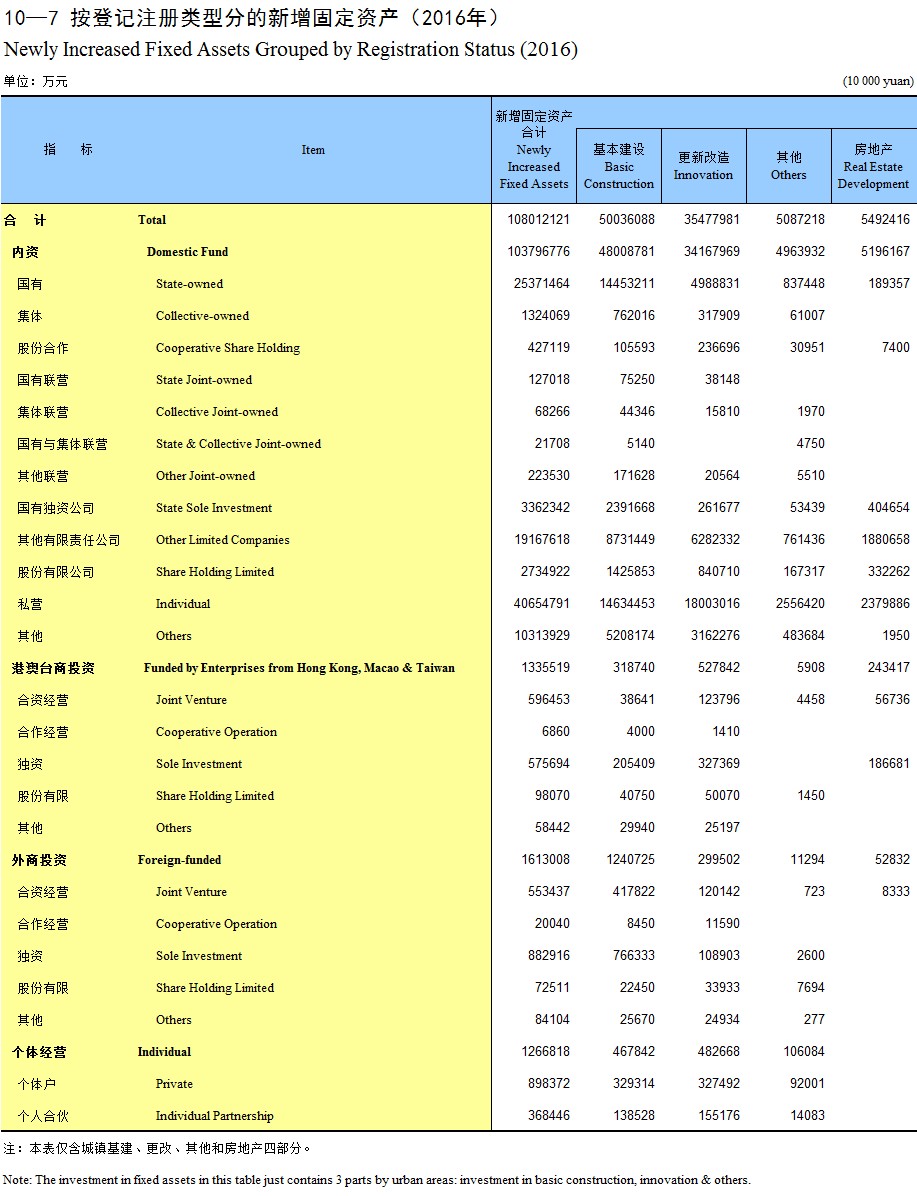 10—7 按登记注册类型分的新增固定资产（2016年）
Newly Increased Fixed Assets Grouped by Registration Status (2016)
单位：万元 (10 000 yuan)
指 标 Item 新增固定资产合计 Newly Increased Fixed Assets 基本建设 Basic Construction 更新改造 Innovation 其他 Others 房地产 Real Estate Development
合 计 Total 108012121 50036088 35477981 5087218 5492416
内资 Domestic Fund 103796776 48008781 34167969 4963932 5196167
国有 State-owned 25371464 14453211 4988831 837448 189357
集体 Collective-owned 1324069 762016 317909 61007
股份合作 Cooperative Share Holding 427119 105593 236696 30951 7400
国有联营 State Joint-owned 127018 75250 38148
集体联营 Collective Joint-owned 68266 44346 15810 1970
国有与集体联营 State & Collective Joint-owned 21708 5140 4750
其他联营 Other Joint-owned 223530 171628 20564 5510
国有独资公司 State Sole Investment 3362342 2391668 261677 53439 404654
其他有限责任公司 Other Limited Companies 19167618 8731449 6282332 761436 1880658
股份有限公司 Share Holding Limited 2734922 1425853 840710 167317 332262
私营 Individual 40654791 14634453 18003016 2556420 2379886
其他 Others 10313929 5208174 3162276 483684 1950
港澳台商投资 Funded by Enterprises from Hong Kong, Macao & Taiwan 1335519 318740 527842 5908 243417
合资经营 Joint Venture 596453 38641 123796 4458 56736
合作经营 Cooperative Operation 6860 4000 1410
独资 Sole Investment 575694 205409 327369 186681
股份有限 Share Holding Limited 98070 40750 50070 1450
其他 Others 58442 29940 25197
外商投资 Foreign-funded 1613008 1240725 299502 11294 52832
合资经营 Joint Venture 553437 417822 120142 723 8333
合作经营 Cooperative Operation 20040 8450 11590
独资 Sole Investment 882916 766333 108903 2600
股份有限 Share Holding Limited 72511 22450 33933 7694
其他 Others 84104 25670 24934 277
个体经营 Individual 1266818 467842 482668 106084
个体户 Private 898372 329314 327492 92001
个人合伙 Individual Partnership 368446 138528 155176 14083
注：本表仅含城镇基建、更改、其他和房地产四部分。
Note: The investment in fixed assets in this table just contains 3 parts by urban areas: investment in basic construction, innovation & others.